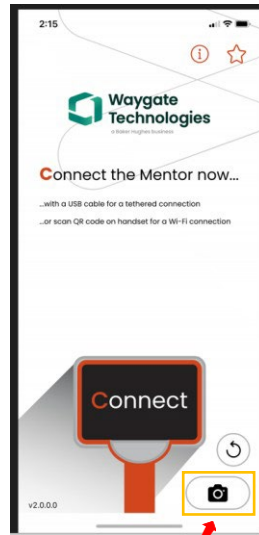 2:15
Waygate
Technologies
a Baker Hughes business
Connect the Mentor now...
...with a USB cable for a tethered connection
...or scan QR code on handset for a Wi-Fi connection
Connect
v2.0.0.0